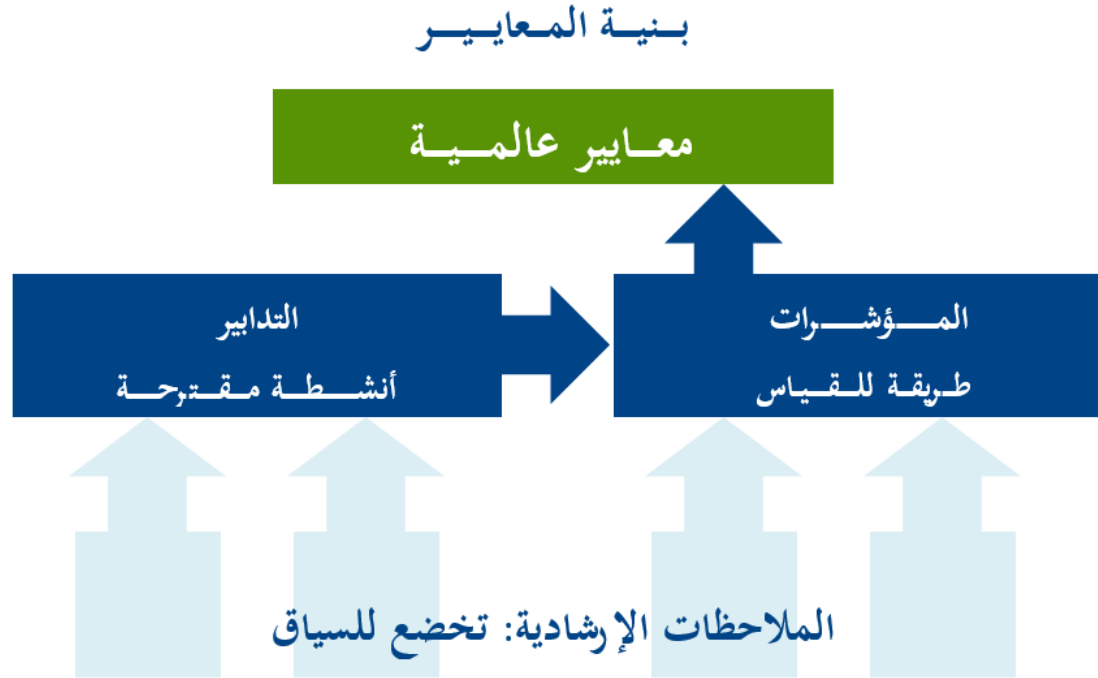 بنية المعايير
معايير عالمية
المؤشرات
طريقة للقياس
التدابير
أنشطة مقترحة
الملاحظات الإرشادية: تخضع للسياق